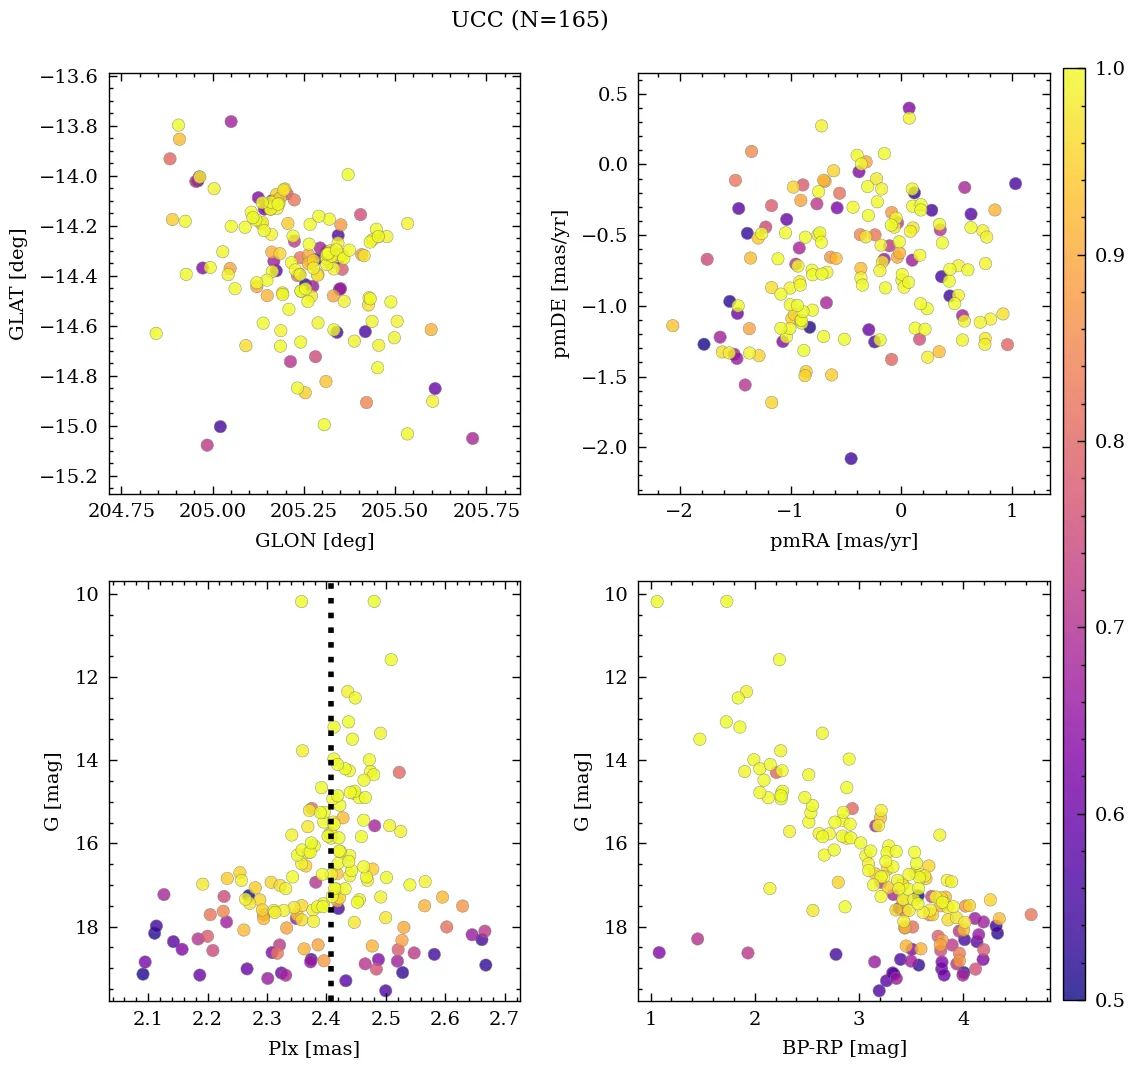 UCC (N=165)
−13.6
−13.8
−14.0
−14.2
−14.4
−14.6
−14.8
−15.0
−15.2
GLAT [deg]
204.75 205.00 205.25 205.50 205.75
GLON [deg]
0.5
0.0
−0.5
−1.0
−1.5
−2.0
pmDE [mas/yr]
−2 −1 0 1
pmRA [mas/yr]
10
12
14
16
18
G [mag]
2.1 2.2 2.3 2.4 2.5 2.6 2.7
Plx [mas]
10
12
14
16
18
G [mag]
1 2 3 4
BP-RP [mag]
1.0
0.9
0.8
0.7
0.6
0.5